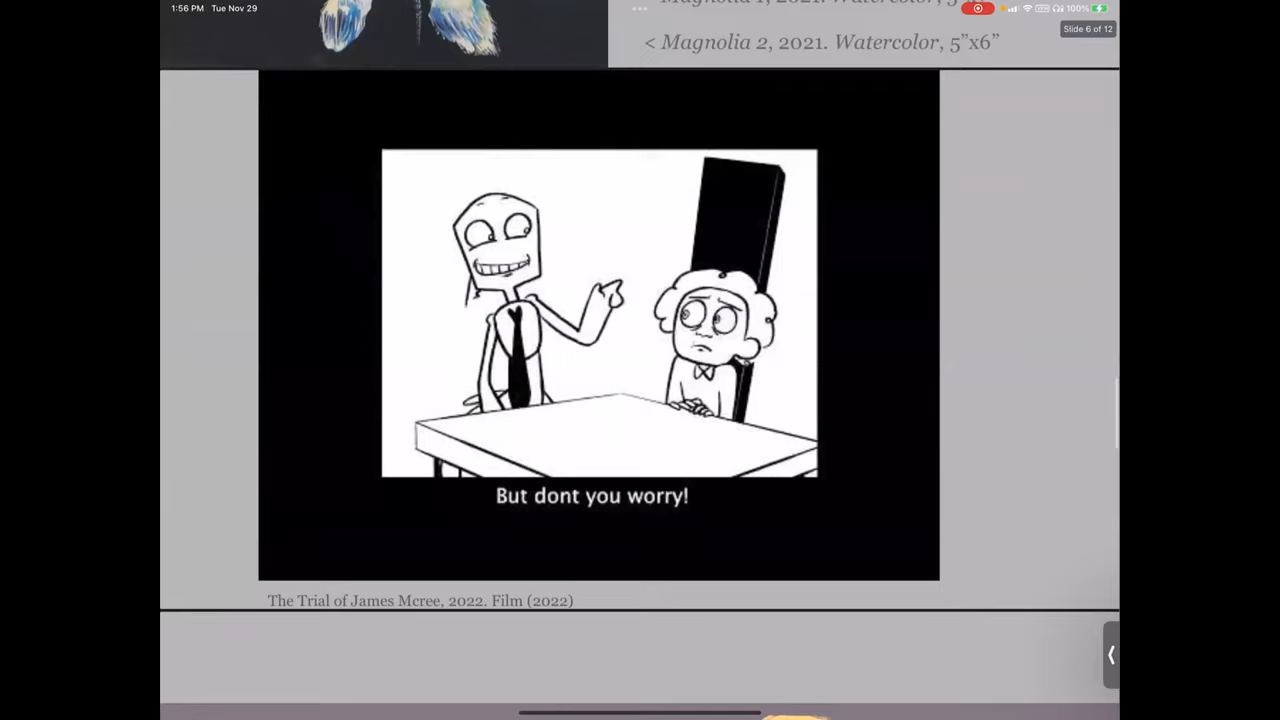 1:56 PM Tue Nov 29
100%
Slide 6 of 12
< Magnolia 2, 2021. Watercolor, 5”x6”
But dont you worry!
The Trial of James Mcree, 2022. Film (2022)